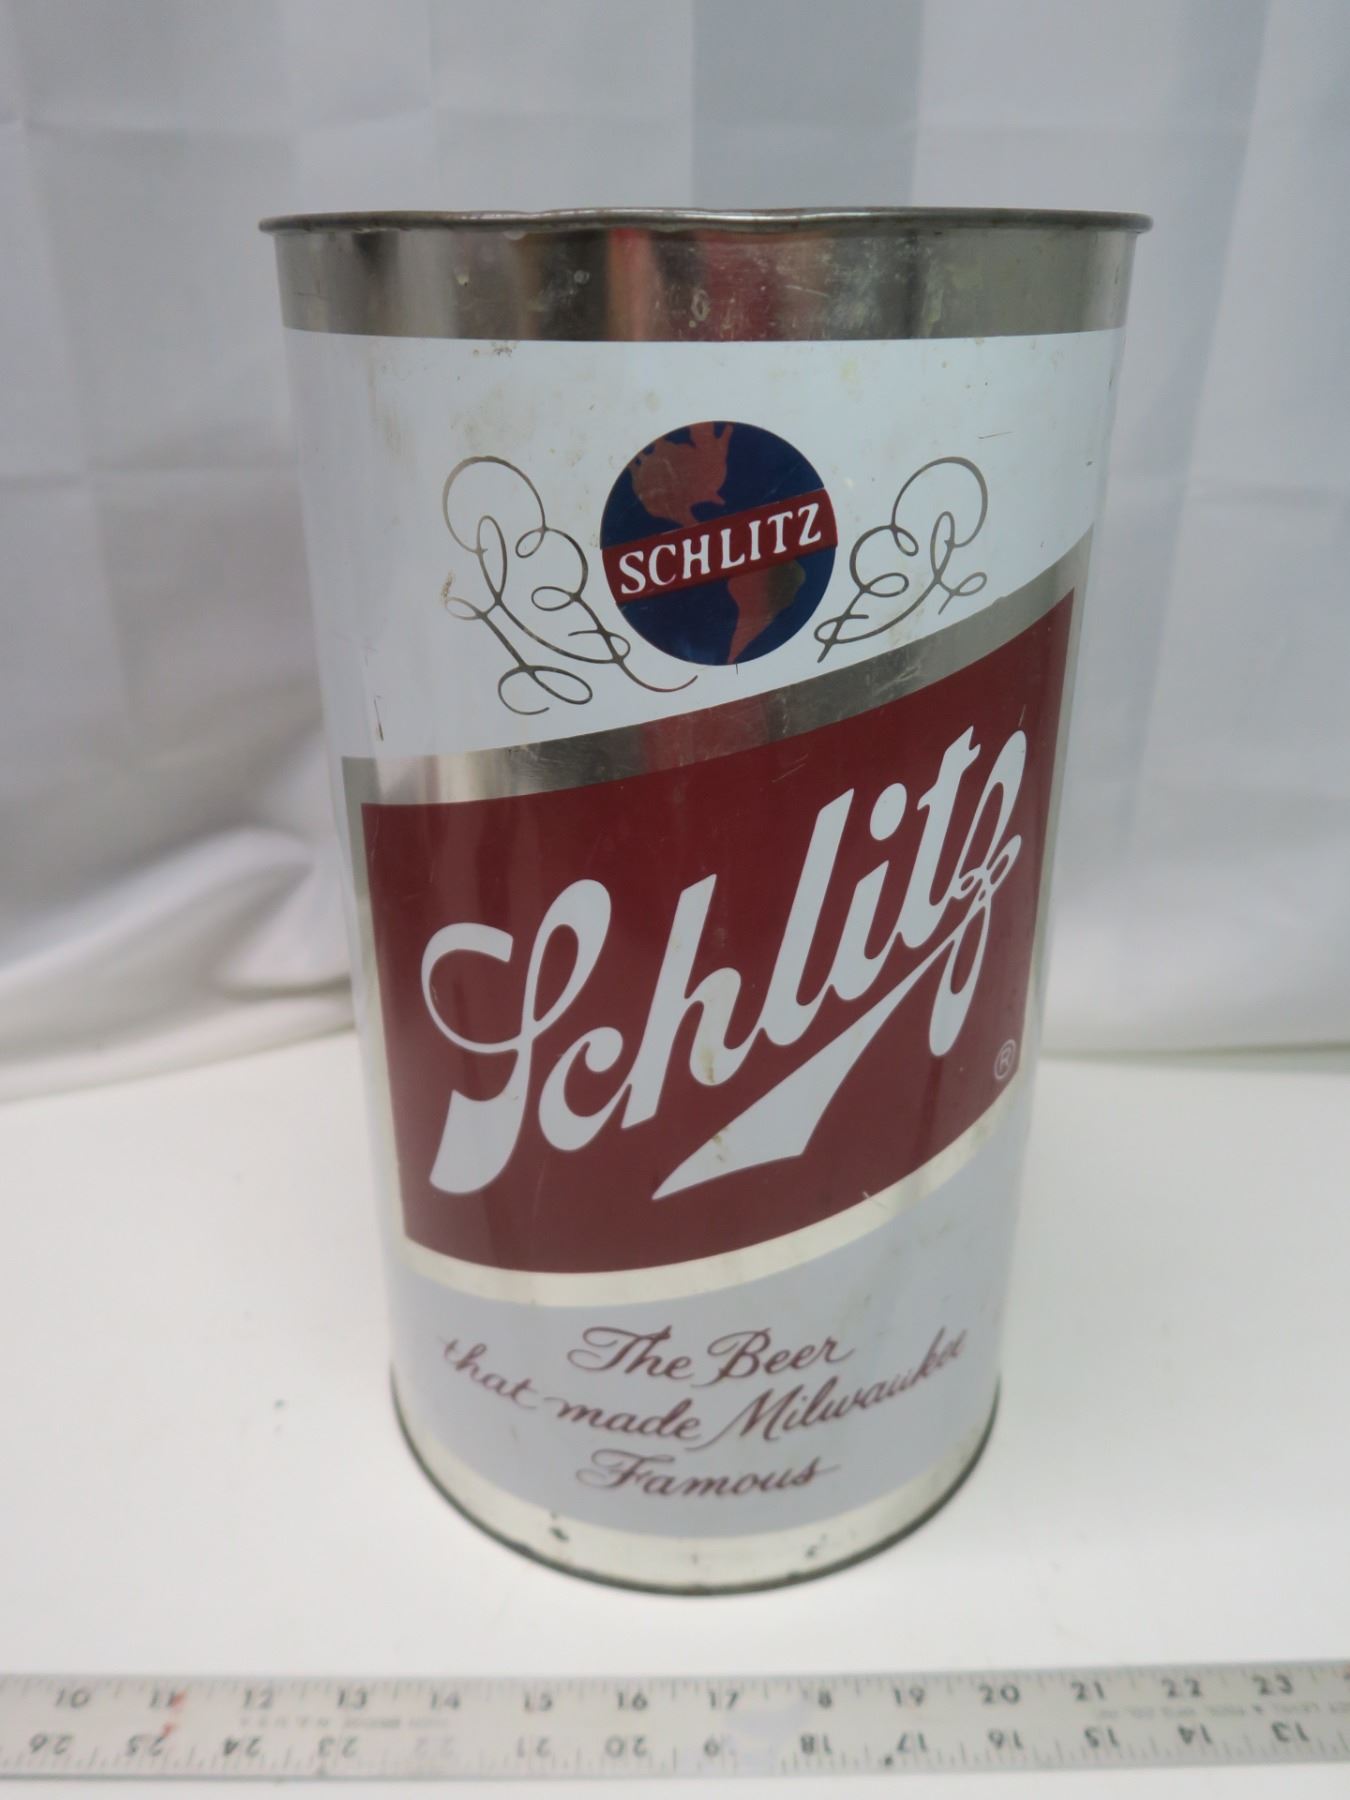 SCHLITZ
Schlitz
®
The Beer
that made Milwaukee
Famous
10 11 12 13 14 15 16 17 18 19 20 21 22 23
26 25 24 23 22 21 20 19 18 17 16 15 14 13